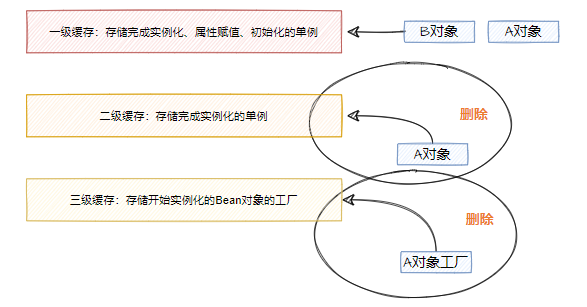 一级缓存：存储完成实例化、属性赋值、初始化的单例
B对象
A对象
二级缓存：存储完成实例化的单例
删除
A对象
三级缓存：存储开始实例化的Bean对象的工厂
删除
A对象工厂